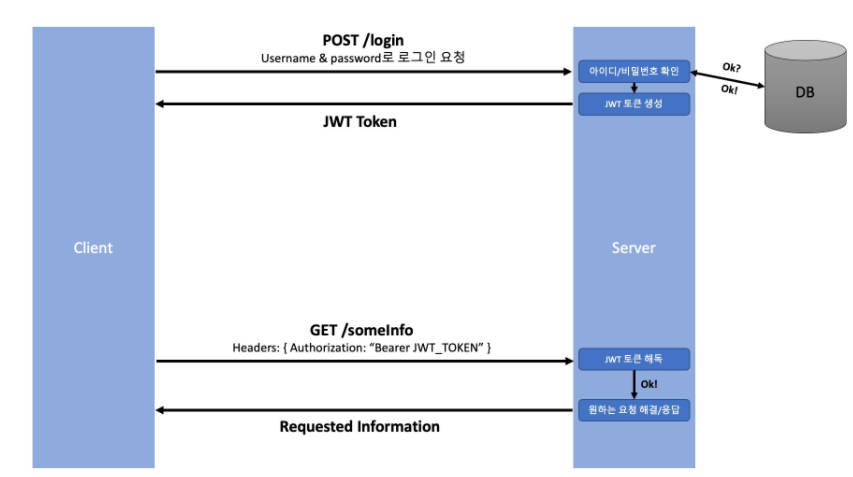 POST /login
Username & password로 로그인 요청
아이디/비밀번호 확인
Ok?
Ok!
DB
JWT 토큰 생성
JWT Token
Client
Server
GET /someInfo
Headers: { Authorization: “Bearer JWT_TOKEN” }
JWT 토큰 해독
Ok!
원하는 요청 해결/응답
Requested Information